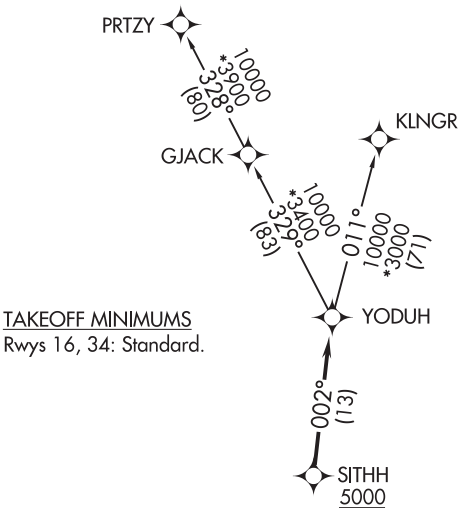 PRTZY
10000
*3900
328°
(80)
GJACK
KLNGR
10000
*3400
329°
(83)
011°
10000
*3000
(71)
YODUH
TAKEOFF MINIMUMS
Rwys 16, 34: Standard.
002°
(13)
SITHH
5000